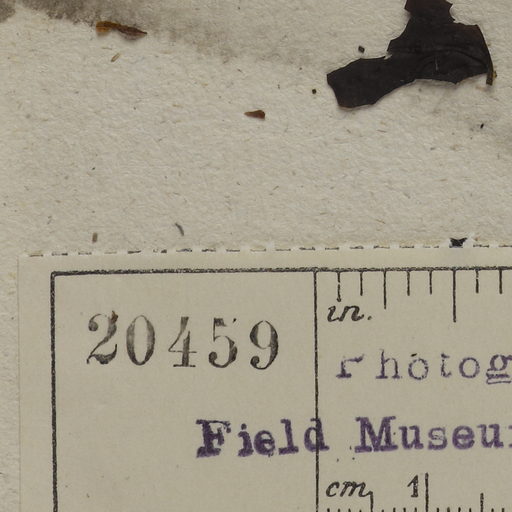 in.
20459
Photog
Field Museu
cm 1